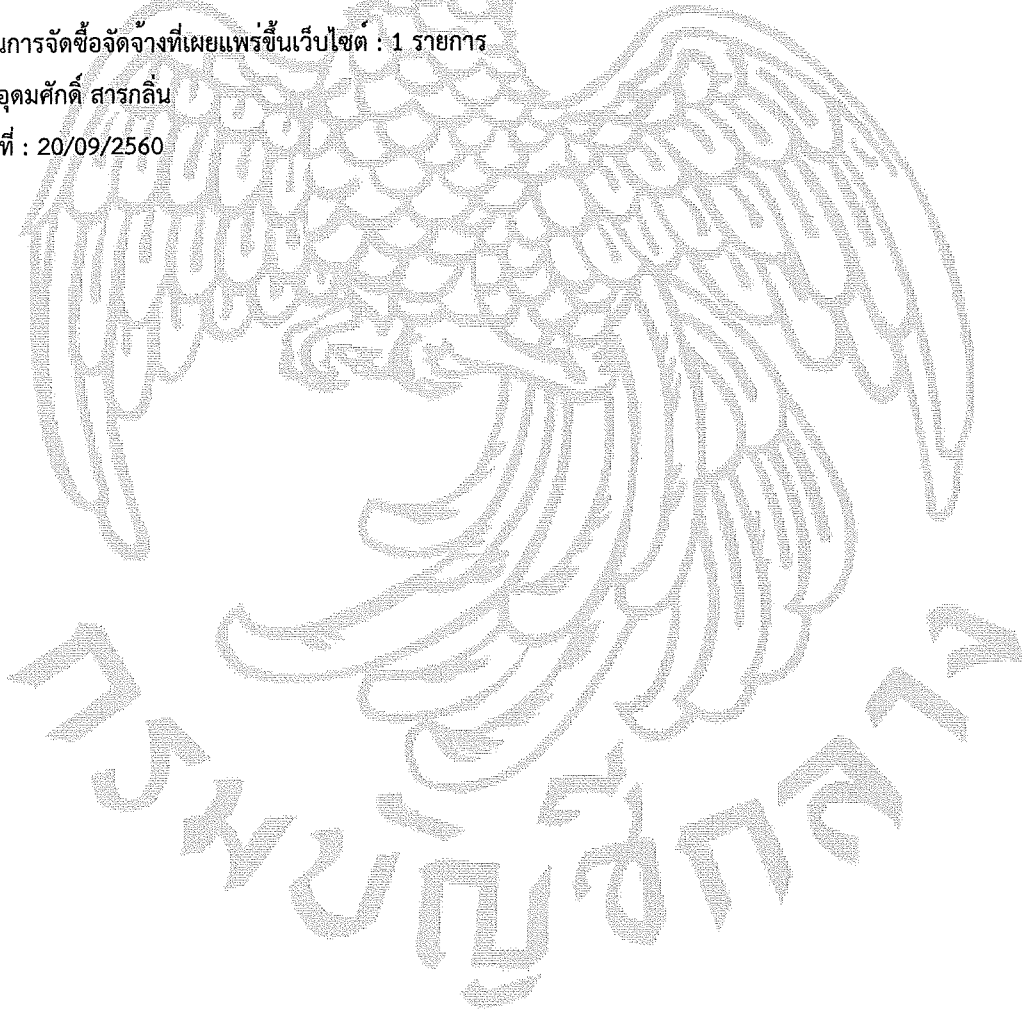 นการจัดซื้อจัดจ้างที่เผยแพร่ขึ้นเว็บไซต์ : 1 รายการ
อุดมศักดิ์ สารกลิ่น
ที่ : 20/09/2560
กรมบัญชีกลาง